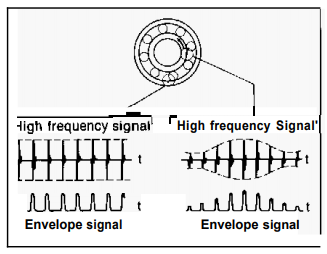 High frequency signal
High frequency Signal'
t
t
t
t
Envelope signal
Envelope signal